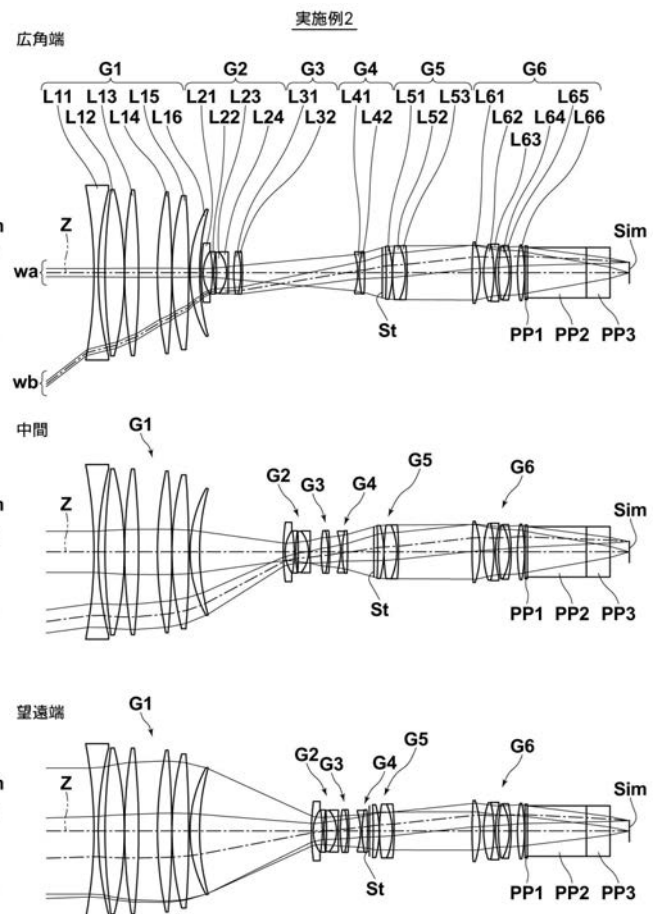 実施例2
広角端
G1 G2 G3 G4 G5 G6
L11 L13 L15 L21 L23 L31 L41 L51 L53 L61 L65
L12 L14 L16 L22 L24 L32 L42 L52 L62 L64 L66
L63
Z
Sim
wa
St
PP1 PP2 PP3
wb
中間
G1
G2 G3 G4 G5 G6
Z
Sim
St
PP1 PP2 PP3
望遠端
G1
G2 G3 G4 G5 G6
Z
Sim
St
PP1 PP2 PP3